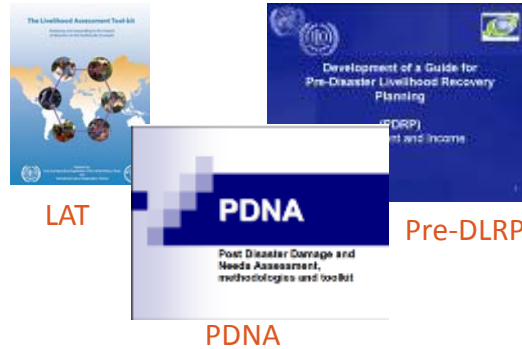 The Livelihood Assessment Tool-kit
Development of a Guide for
Pre-Disaster Livelihood Recovery
Planning
(PDRP)
nt and Income
LAT
PDNA
Post Disaster Damage and
Needs Assessment,
methodologies and toolkit
Pre-DLRP
PDNA